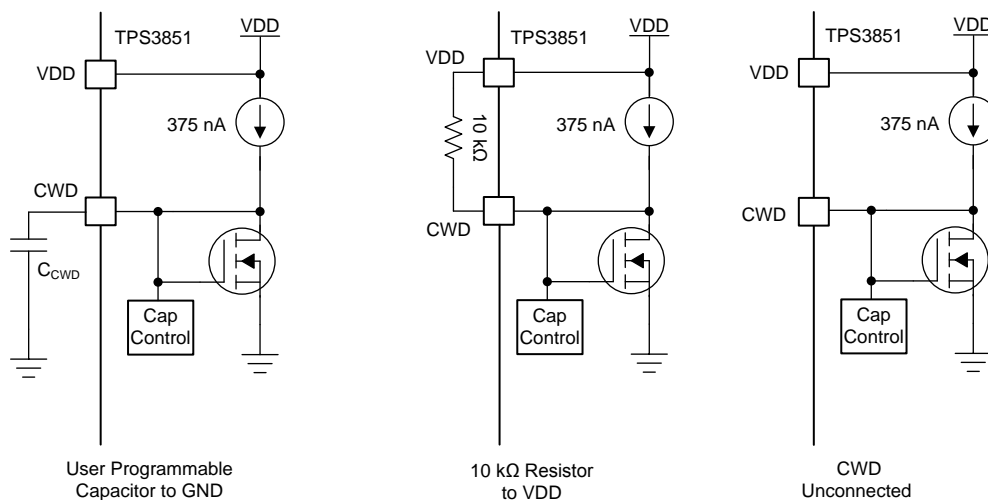 TPS3851
VDD
VDD
375 nA
CWD
C_CWD
Cap
Control
User Programmable
Capacitor to GND
TPS3851
VDD
VDD
10 kΩ
375 nA
CWD
Cap
Control
10 kΩ Resistor
to VDD
TPS3851
VDD
VDD
375 nA
CWD
Cap
Control
CWD
Unconnected